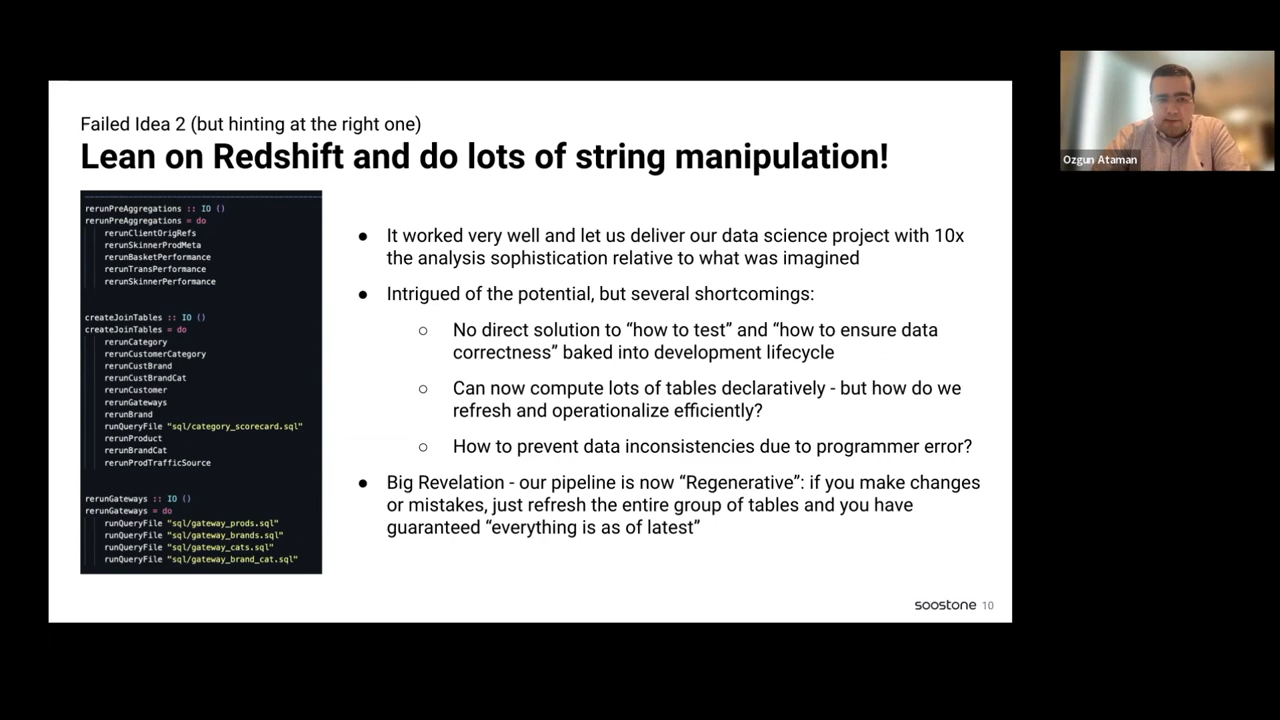 Failed Idea 2 (but hinting at the right one)
Lean on Redshift and do lots of string manipulation!
rerunPreAggregations :: IO ()
rerunPreAggregations = do
rerunClientOrigRefs
rerunSkinnerProdMeta
rerunBasketPerformance
rerunTransPerformance
rerunSkinnerPerformance
createJoinTables :: IO ()
createJoinTables = do
rerunCategory
rerunCustomerCategory
rerunCustBrand
rerunCustBrandCat
rerunCustomer
rerunGateways
rerunBrand
runQueryFile "sql/category_scorecard.sql"
rerunProduct
rerunBrandCat
rerunProdTrafficSource
rerunGateways :: IO ()
rerunGateways = do
runQueryFile "sql/gateway_prods.sql"
runQueryFile "sql/gateway_brands.sql"
runQueryFile "sql/gateway_cats.sql"
runQueryFile "sql/gateway_brand_cat.sql"
● It worked very well and let us deliver our data science project with 10x
the analysis sophistication relative to what was imagined
● Intrigued of the potential, but several shortcomings:
○ No direct solution to “how to test” and “how to ensure data
correctness” baked into development lifecycle
○ Can now compute lots of tables declaratively - but how do we
refresh and operationalize efficiently?
○ How to prevent data inconsistencies due to programmer error?
● Big Revelation - our pipeline is now “Regenerative”: if you make changes
or mistakes, just refresh the entire group of tables and you have
guaranteed “everything is as of latest”
soostone 10
Ozgun Ataman